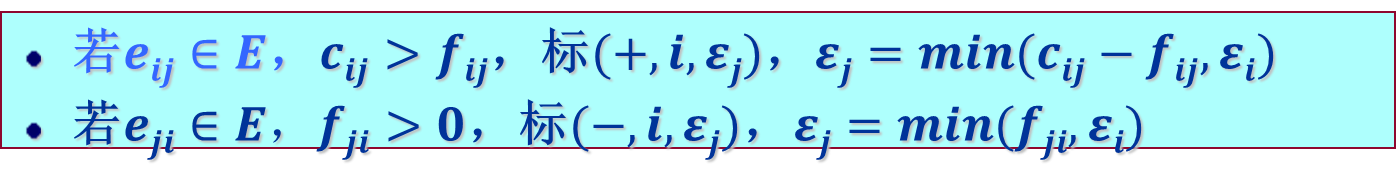 • 若eᵢⱼ ∈ E，cᵢⱼ > fᵢⱼ，标(+, i, εⱼ)，εⱼ = min(cᵢⱼ − fᵢⱼ, εᵢ)
• 若eⱼᵢ ∈ E，fⱼᵢ > 0，标(−, i, εⱼ)，εⱼ = min(fⱼᵢ, εᵢ)